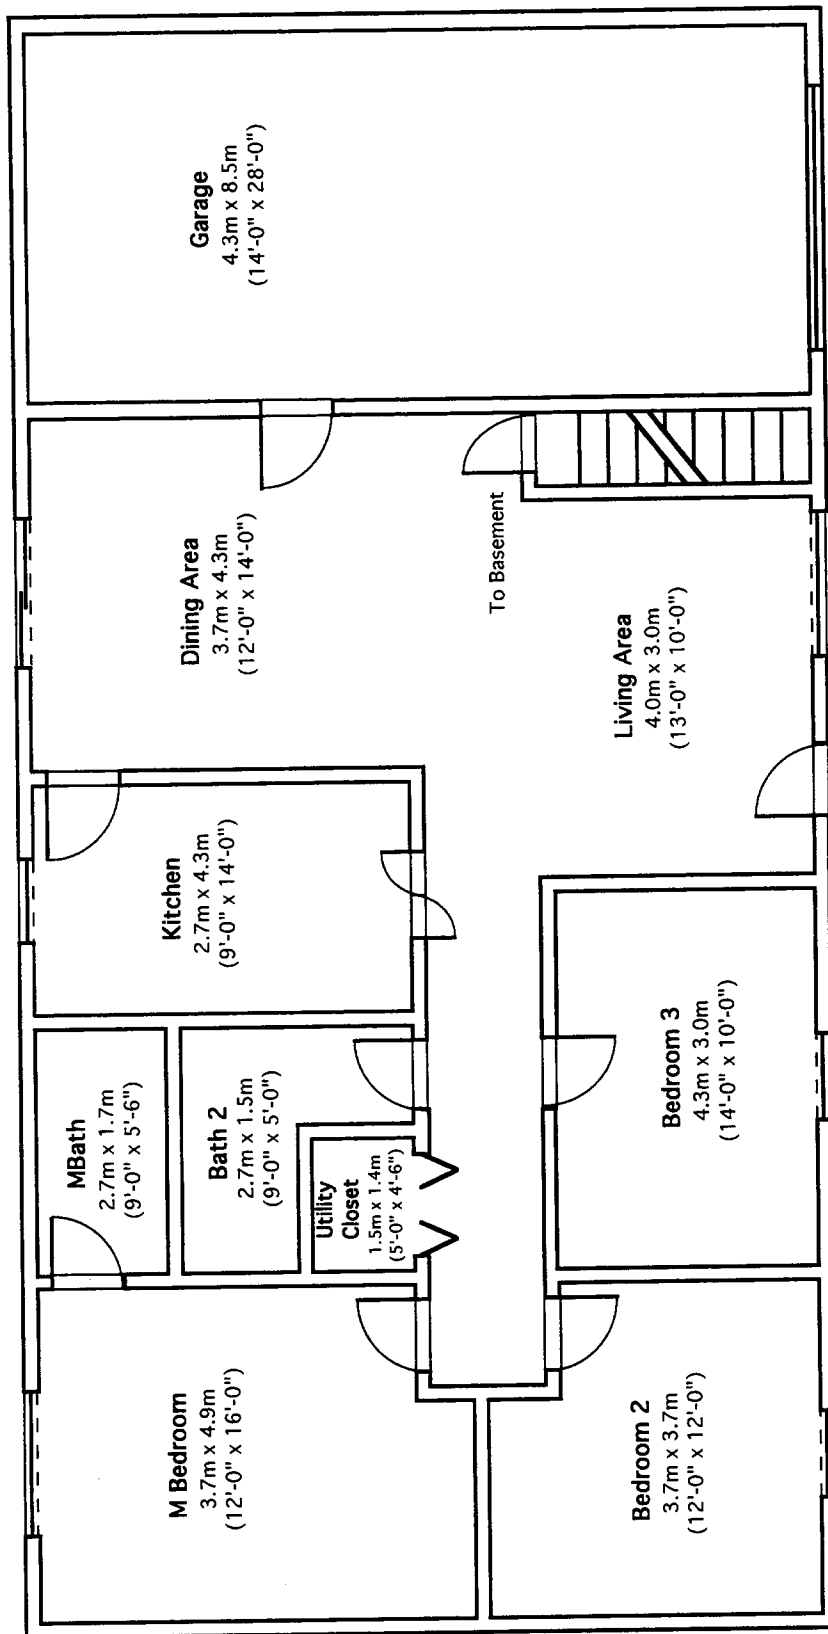 M Bedroom
3.7m x 4.9m
(12'-0" x 16'-0")
MBath
2.7m x 1.7m
(9'-0" x 5'-6")
Bath 2
2.7m x 1.5m
(9'-0" x 5'-0")
Utility
Closet
1.5m x 1.4m
(5'-0" x 4'-6")
Kitchen
2.7m x 4.3m
(9'-0" x 14'-0")
Dining Area
3.7m x 4.3m
(12'-0" x 14'-0")
Garage
4.3m x 8.5m
(14'-0" x 28'-0")
To Basement
Living Area
4.0m x 3.0m
(13'-0" x 10'-0")
Bedroom 3
4.3m x 3.0m
(14'-0" x 10'-0")
Bedroom 2
3.7m x 3.7m
(12'-0" x 12'-0")